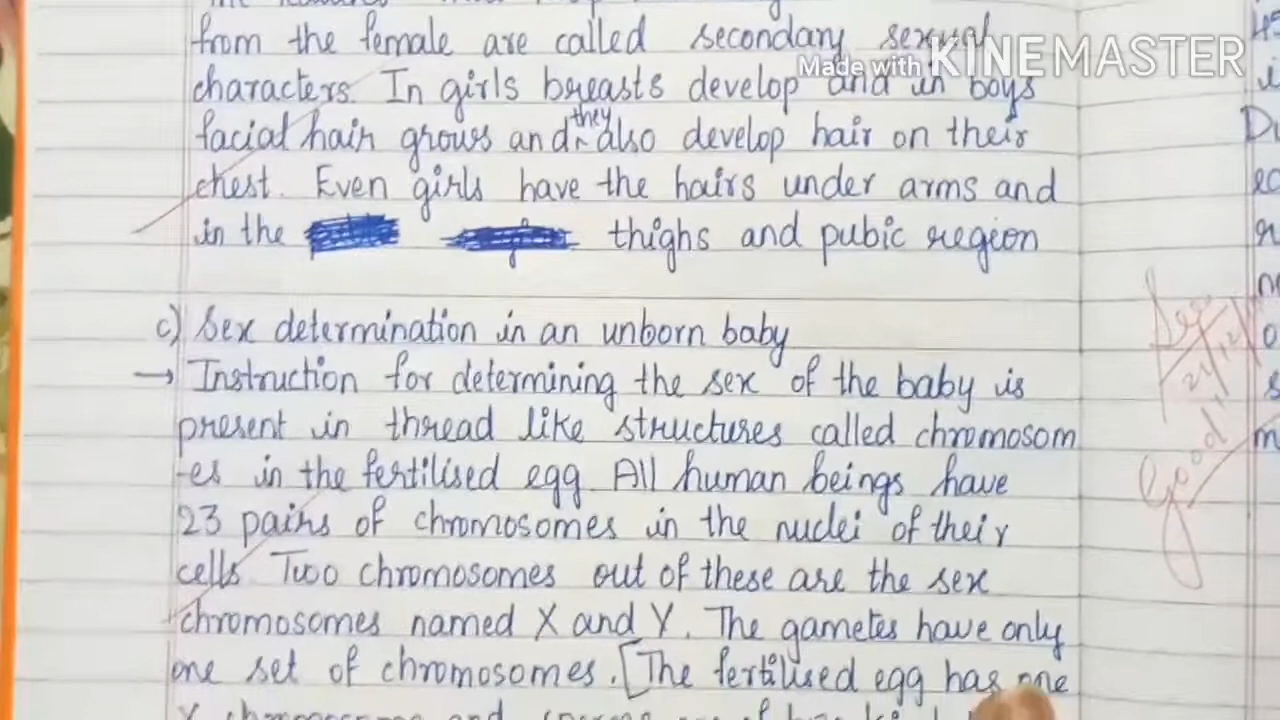 from the female are called secondary sexual
Made with KINEMASTER
characters. In girls breasts develop and in boys
they
facial hair grows and also develop hair on their
chest. Even girls have the hairs under arms and
in the thighs and pubic region
c) Sex determination in an unborn baby
→ Instruction for determining the sex of the baby is
present in thread like structures called chromosom
-es in the fertilised egg All human beings have
23 pairs of chromosomes in the nuclei of their
cells Two chromosomes out of these are the sex
chromosomes named X and Y. The gametes have only
one set of chromosomes. [The fertilised egg has one
Good